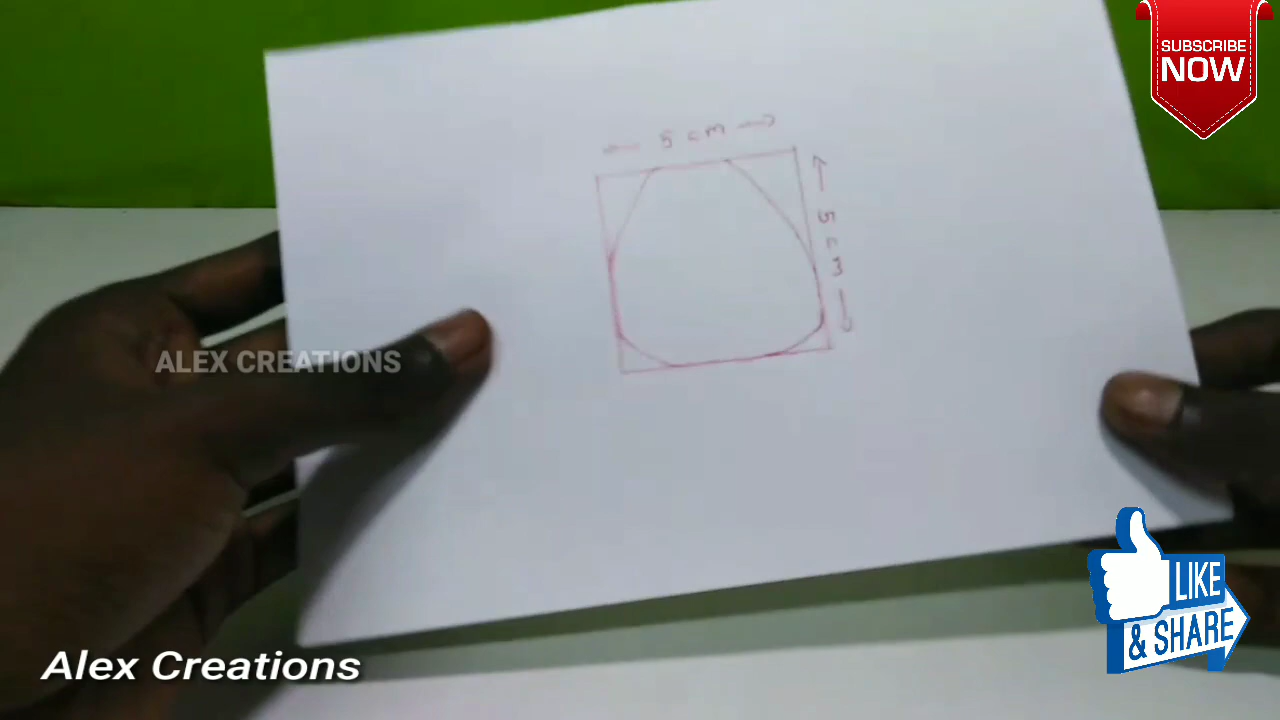 SUBSCRIBE
NOW
5 cm
5 cm
ALEX CREATIONS
LIKE
& SHARE
Alex Creations